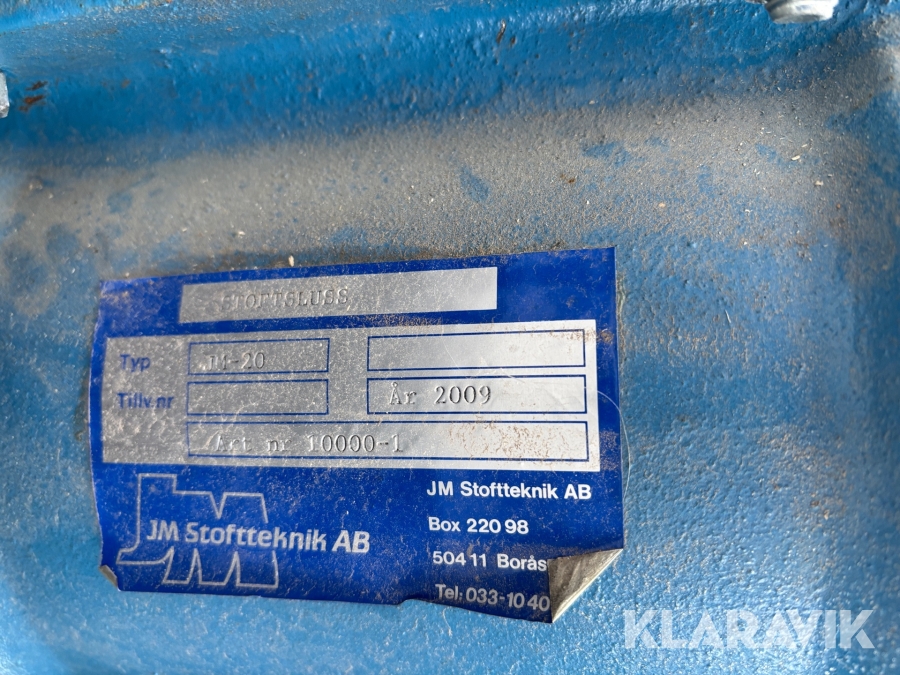 STOFTSLUSS
Typ JM-20
Tillv.nr År 2009
Art nr 10000-1
JM Stoftteknik AB
JM Stoftteknik AB
Box 220 98
504 11 Borås
Tel: 033-10 40
KLARAVIK